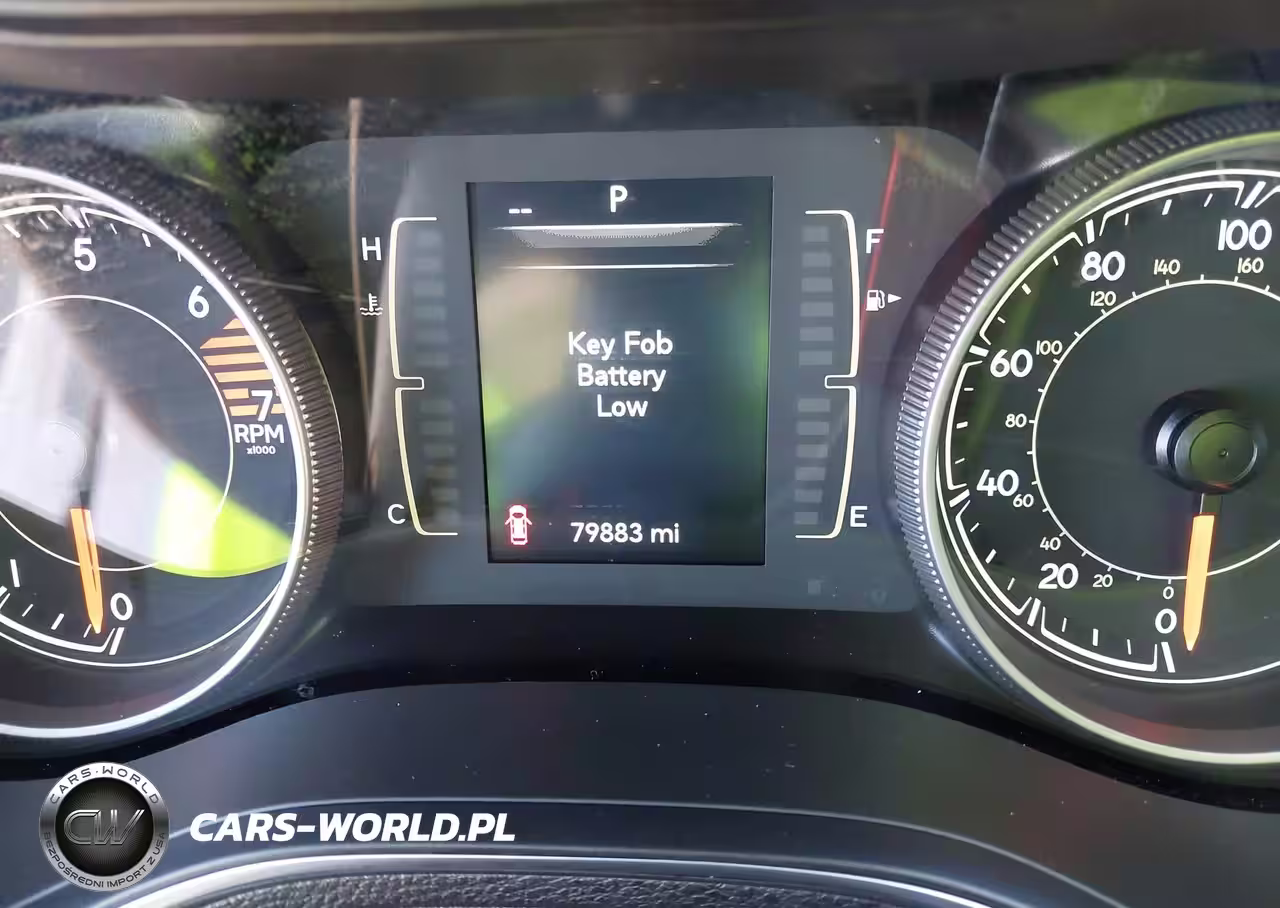 5
6
7
RPM
x1000
0
H
C
-- P
Key Fob
Battery
Low
79883 mi
F
E
100
80
60
40
20
0
160
140
120
100
80
60
40
20
0
CARS-WORLD
CW
BEZPOŚREDNI IMPORT Z USA
CARS-WORLD.PL